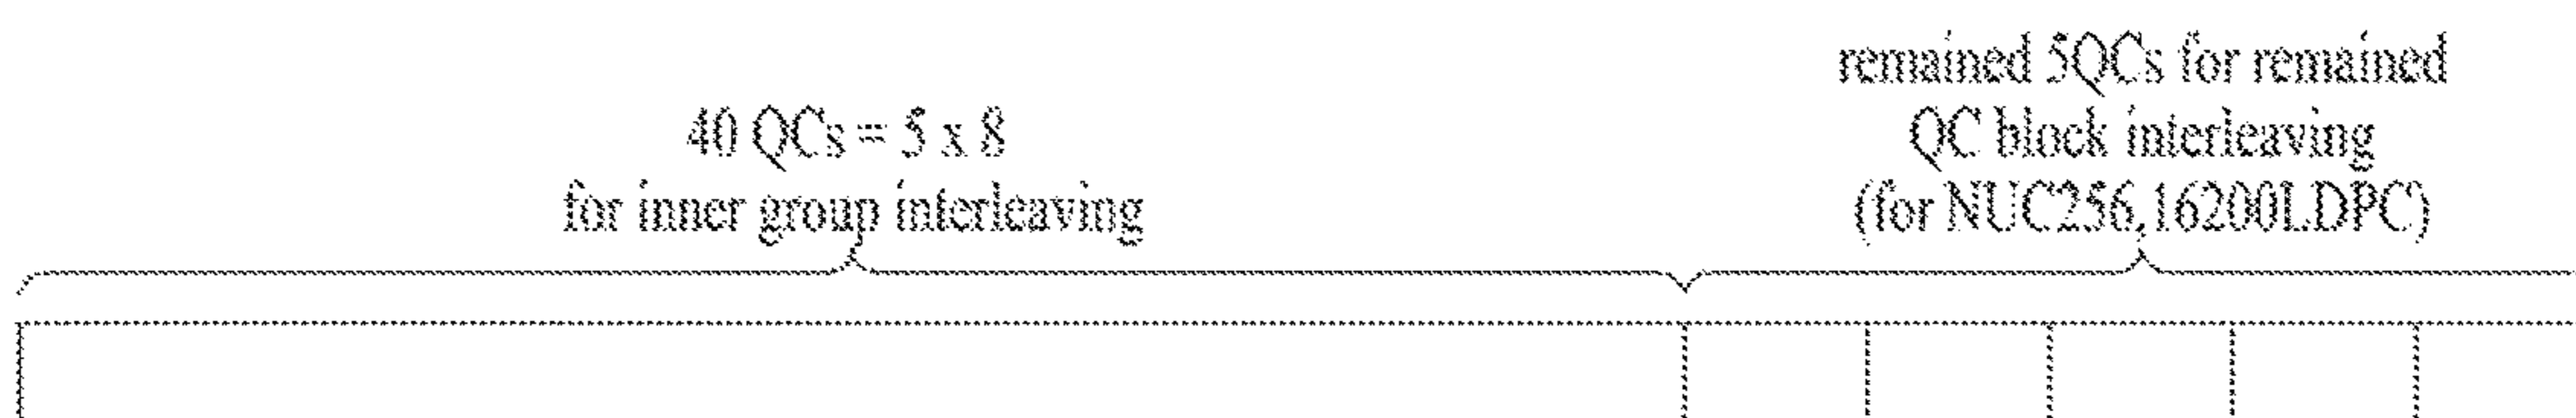 40 QCs = 5 x 8
for inner group interleaving
remained 5QCs for remained
QC block interleaving
(for NUC256,16200LDPC)